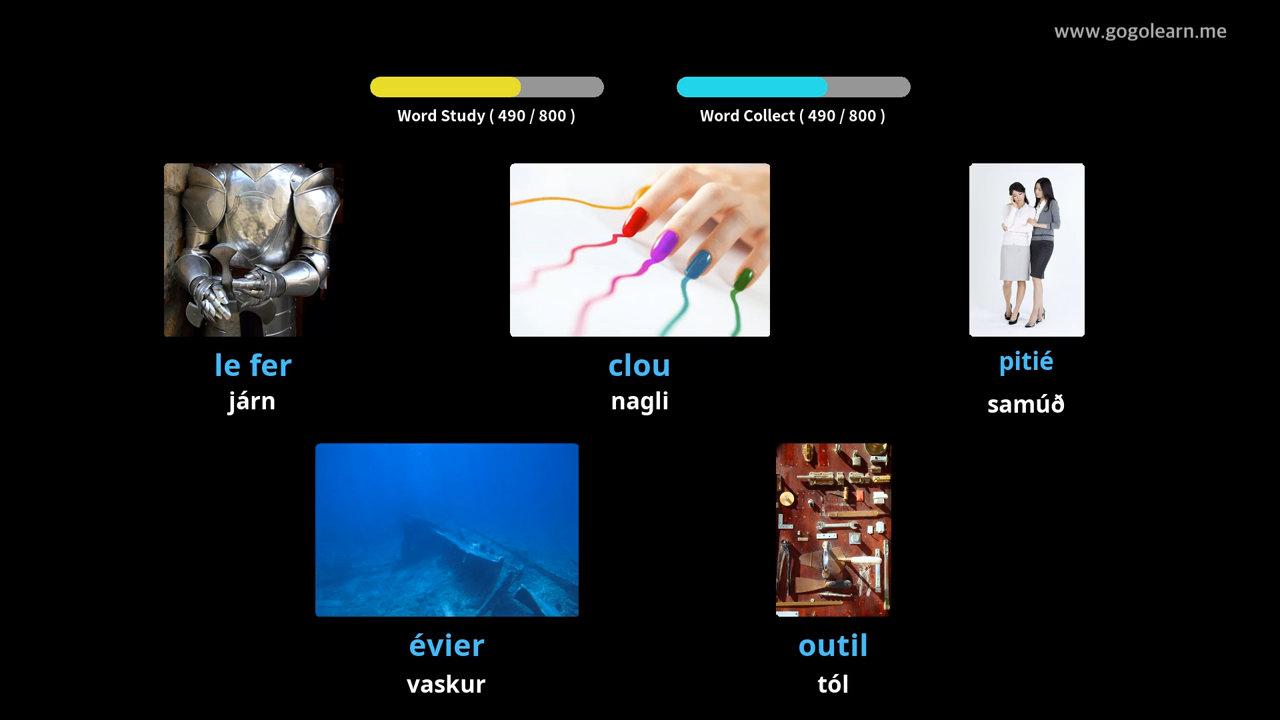 www.gogolearn.me
Word Study ( 490 / 800 )
Word Collect ( 490 / 800 )
le fer
járn
clou
nagli
pitié
samúð
évier
vaskur
outil
tól